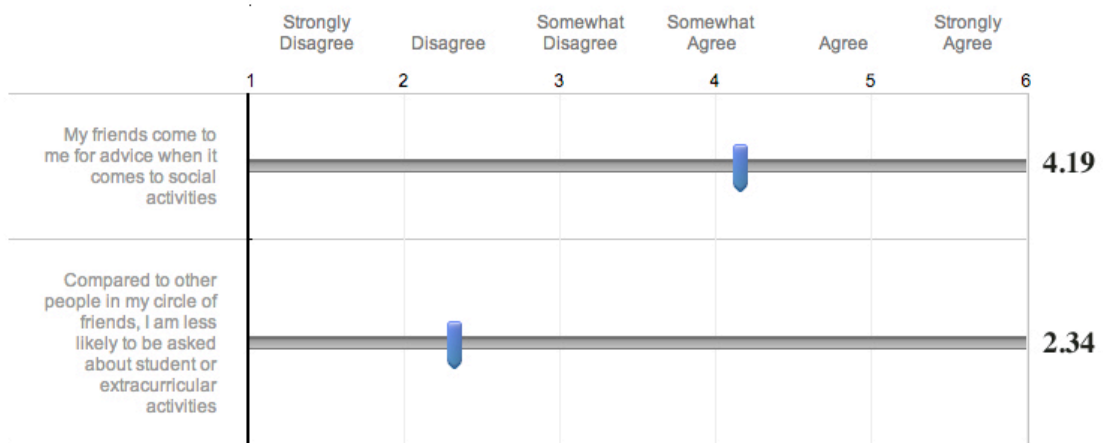 Strongly Disagree
Disagree
Somewhat Disagree
Somewhat Agree
Agree
Strongly Agree
1 2 3 4 5 6
My friends come to
me for advice when it
comes to social
activities
4.19
Compared to other
people in my circle of
friends, I am less
likely to be asked
about student or
extracurricular
activities
2.34